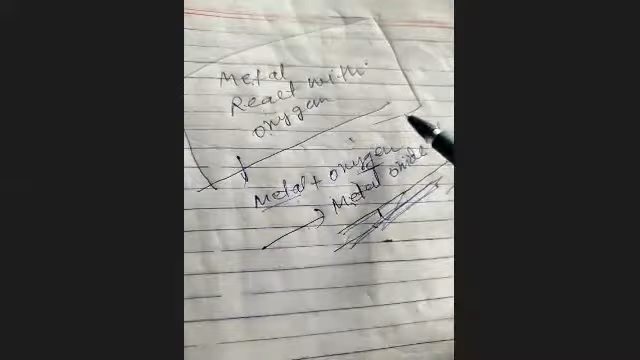 Metal
React with
oxygen
Metal + oxygen
→ Metal oxide